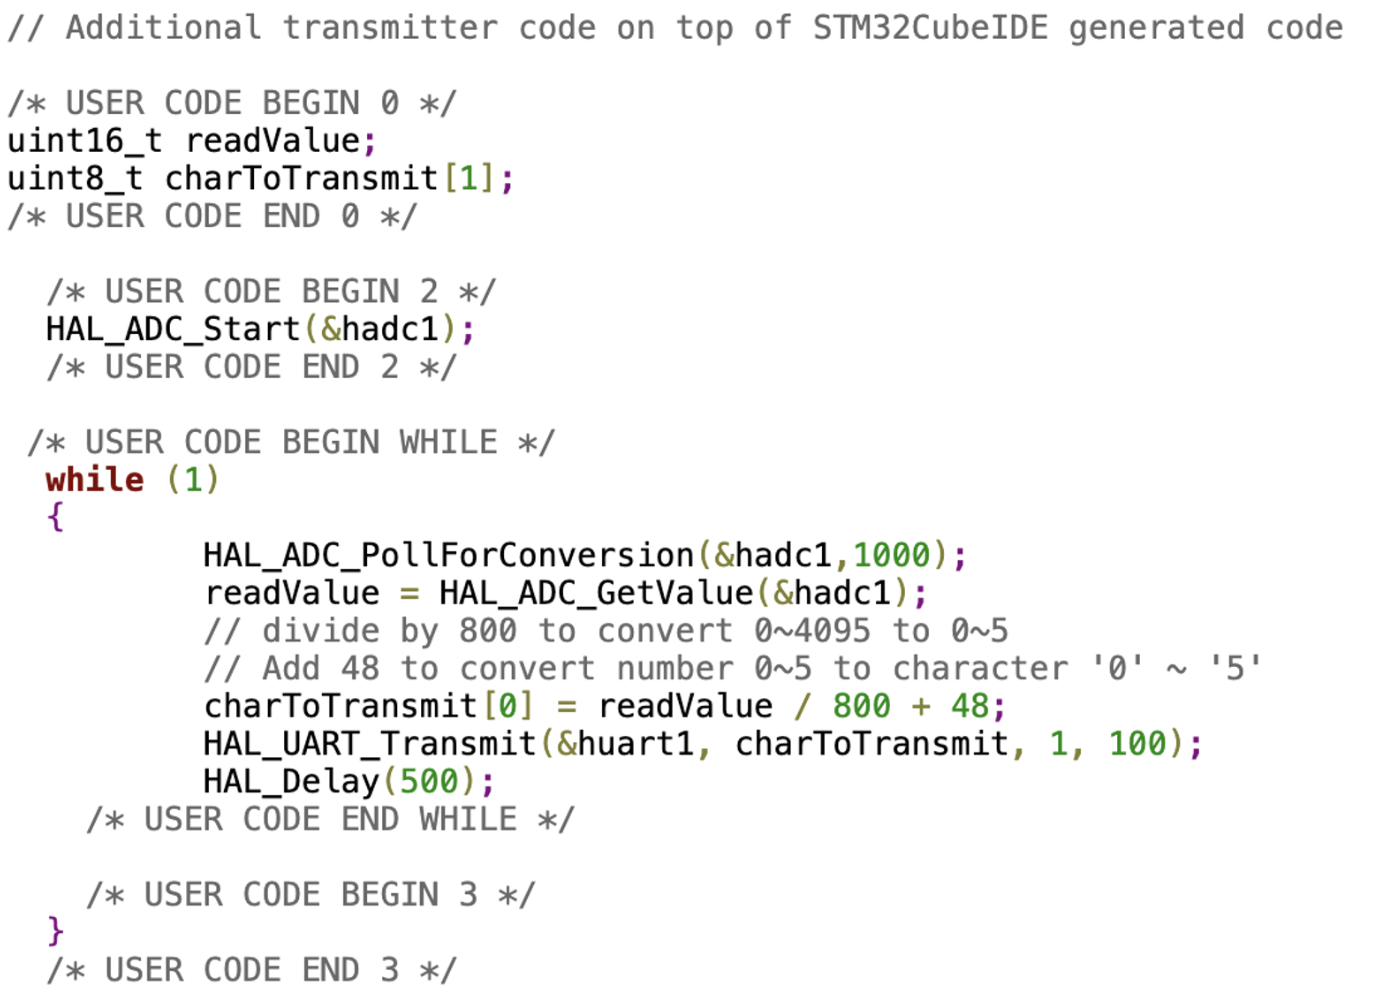 // Additional transmitter code on top of STM32CubeIDE generated code
/* USER CODE BEGIN 0 */
uint16_t readValue;
uint8_t charToTransmit[1];
/* USER CODE END 0 */
/* USER CODE BEGIN 2 */
HAL_ADC_Start(&hadc1);
/* USER CODE END 2 */
/* USER CODE BEGIN WHILE */
while (1)
{
HAL_ADC_PollForConversion(&hadc1,1000);
readValue = HAL_ADC_GetValue(&hadc1);
// divide by 800 to convert 0~4095 to 0~5
// Add 48 to convert number 0~5 to character '0' ~ '5'
charToTransmit[0] = readValue / 800 + 48;
HAL_UART_Transmit(&huart1, charToTransmit, 1, 100);
HAL_Delay(500);
/* USER CODE END WHILE */
/* USER CODE BEGIN 3 */
}
/* USER CODE END 3 */